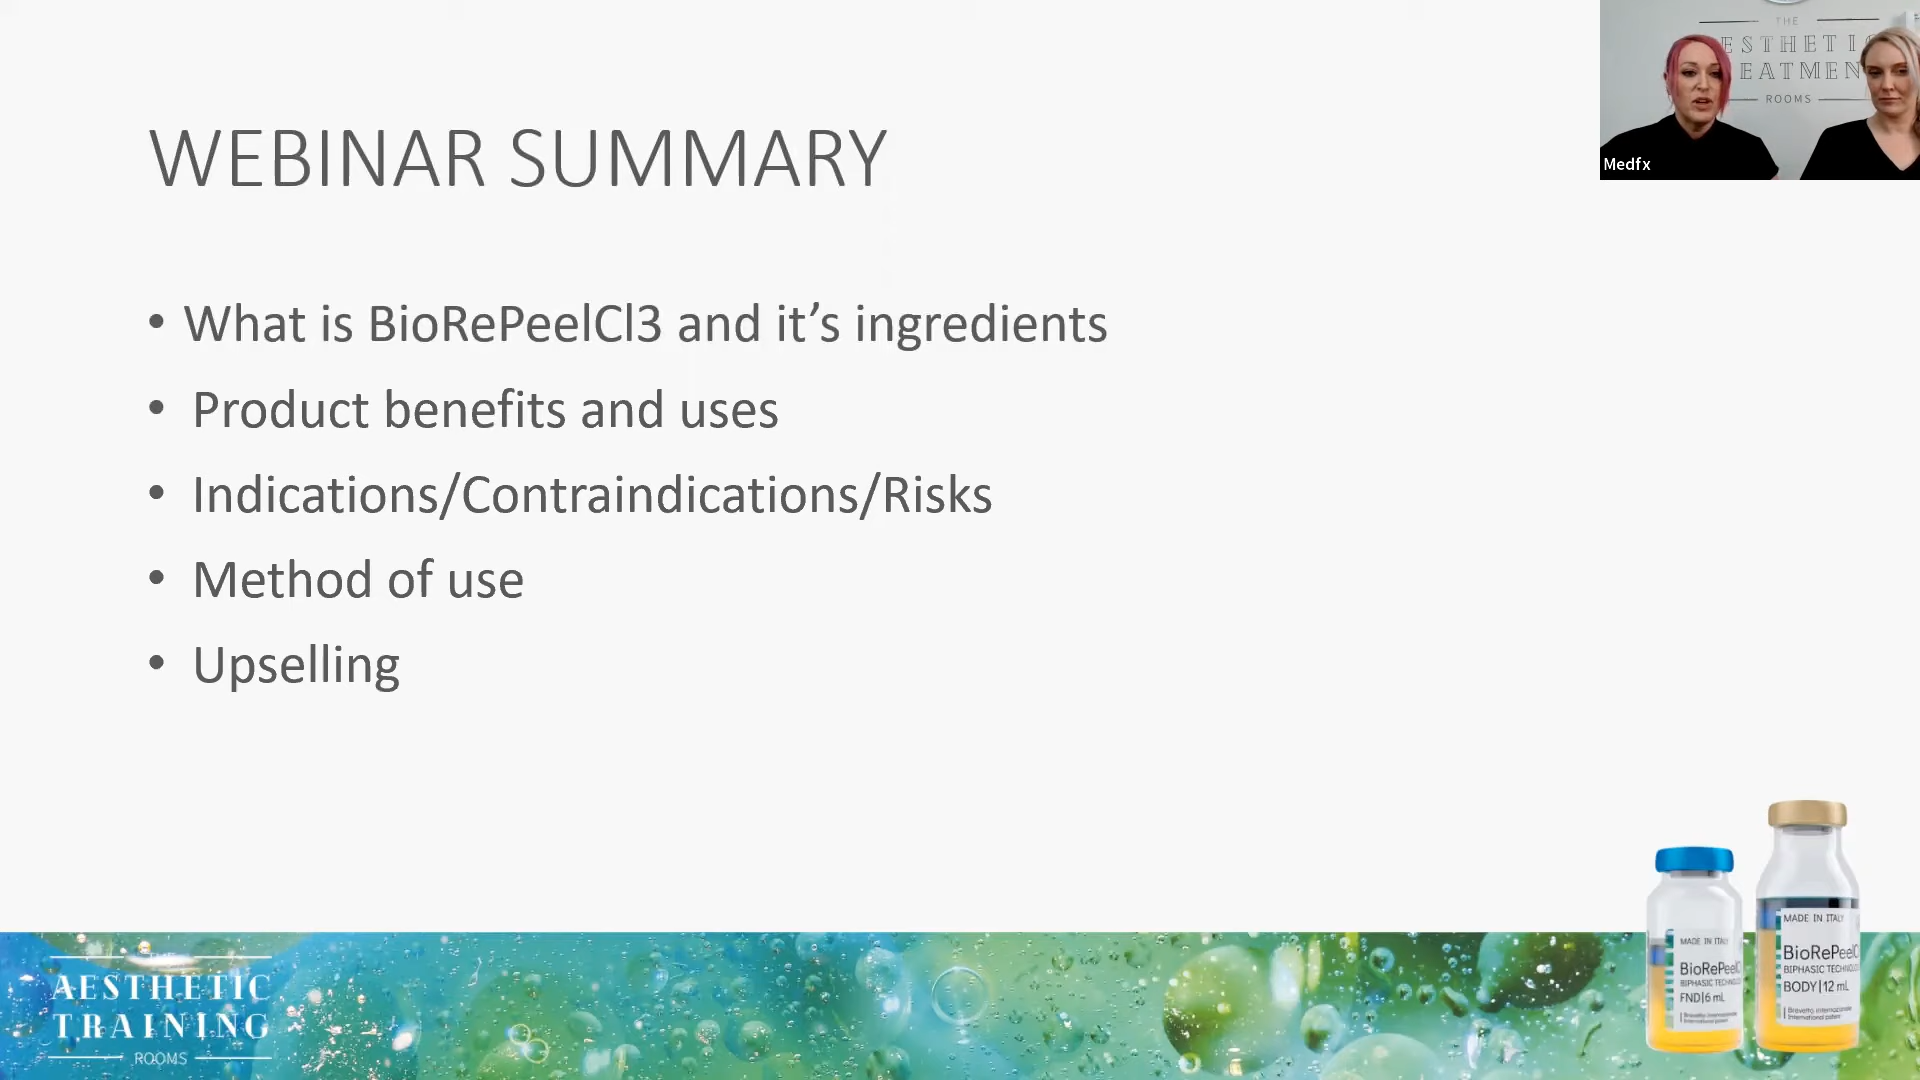 WEBINAR SUMMARY
• What is BioRePeelCl3 and it’s ingredients
• Product benefits and uses
• Indications/Contraindications/Risks
• Method of use
• Upselling
THE
ESTHETIC
EATMEN
ROOMS
Medfx
AESTHETIC
TRAINING
ROOMS
MADE IN ITALY
BioRePeelC
BIPHASIC TECHNOLO
FND|6 mL
Brevetto internazionale
International patent
MADE IN ITALY
BioRePeelC
BIPHASIC TECHNOLO
BODY|12 mL
Brevetto internazionale
International patent